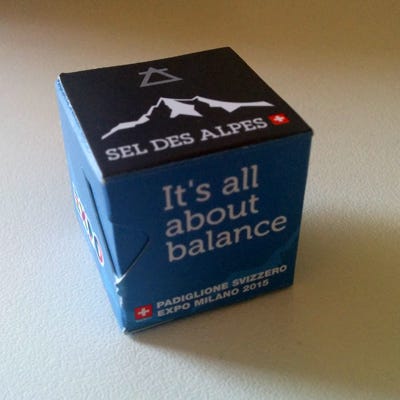 SEL DES ALPES
It's all
about
balance
PADIGLIONE SVIZZERO
EXPO MILANO 2015